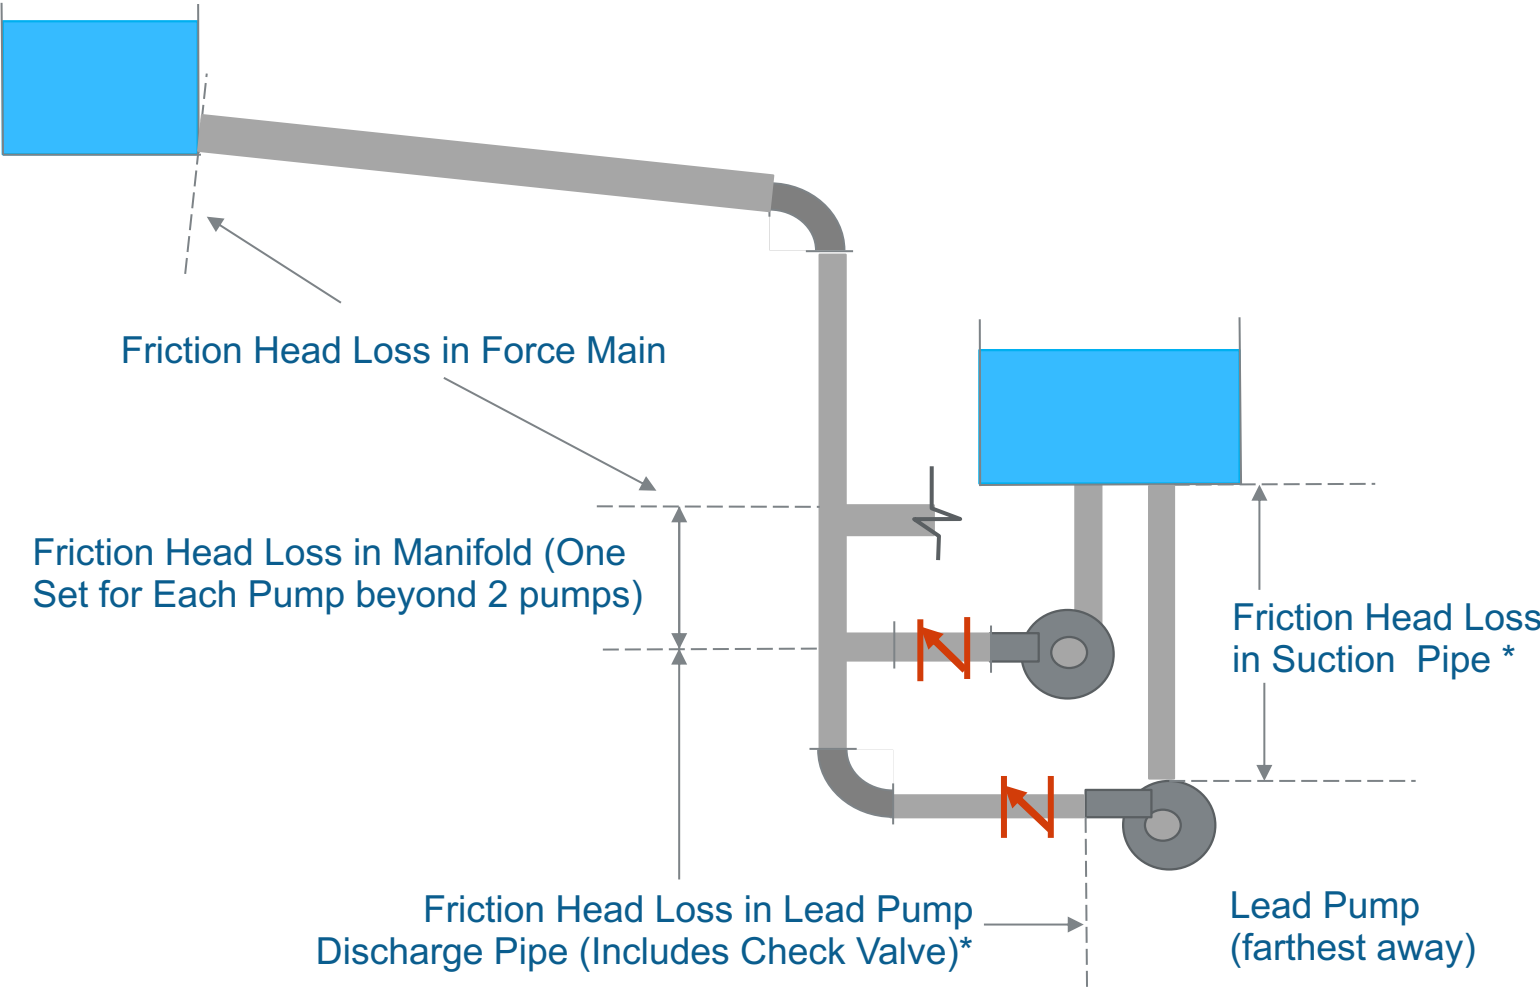 Friction Head Loss in Force Main
Friction Head Loss in Manifold (One
Set for Each Pump beyond 2 pumps)
Friction Head Loss
in Suction Pipe *
Friction Head Loss in Lead Pump
Discharge Pipe (Includes Check Valve)*
Lead Pump
(farthest away)